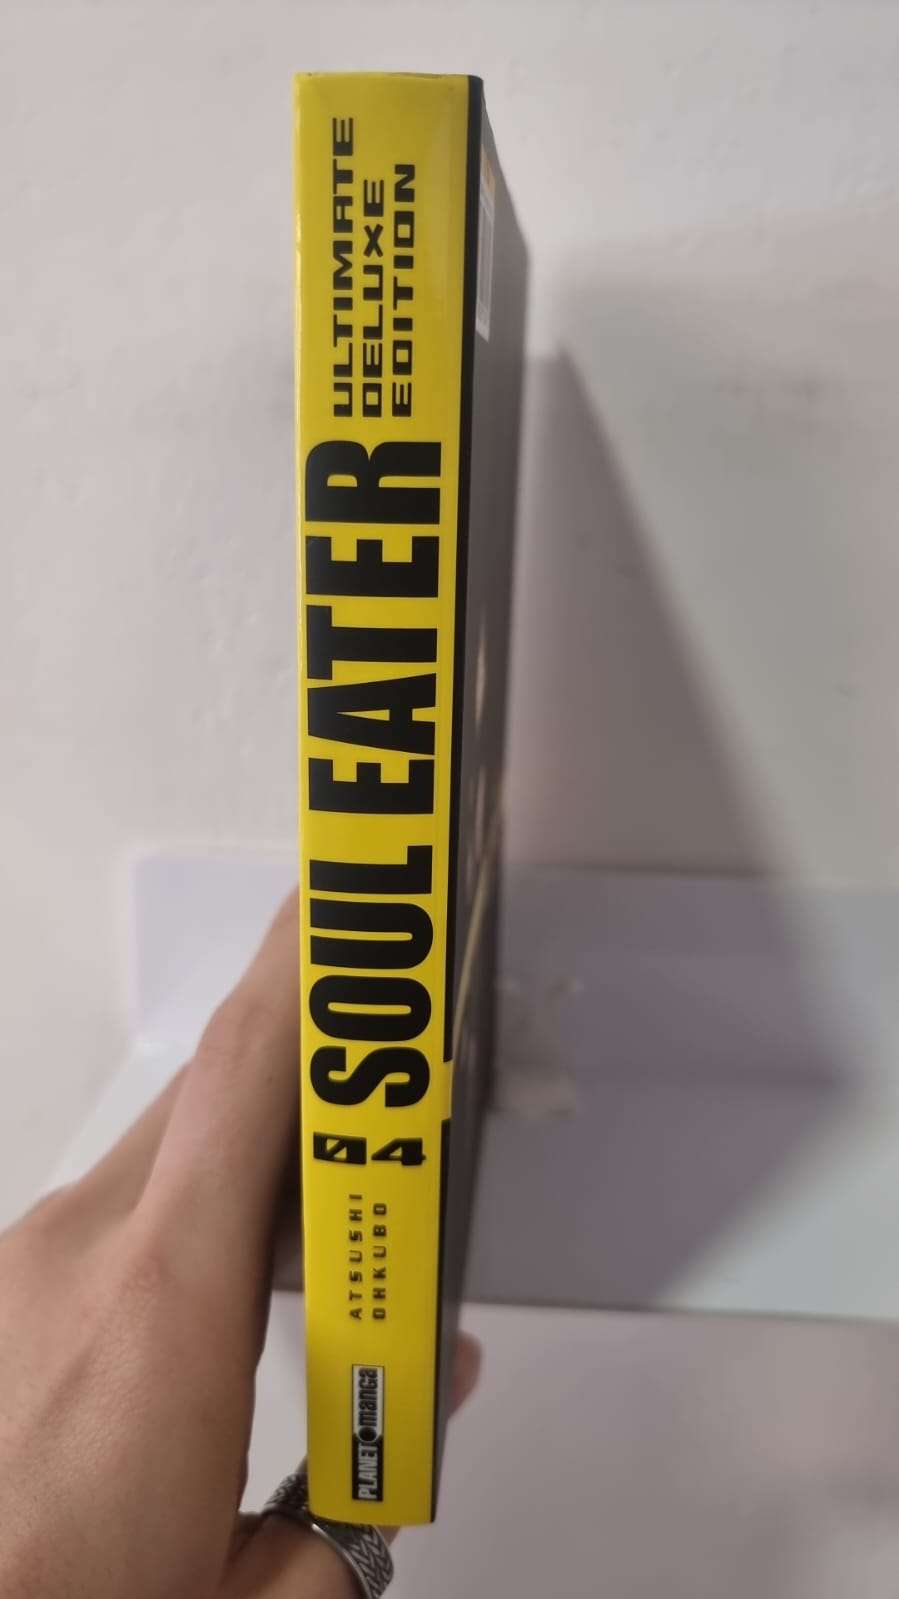 ULTIMATE
DELUXE
EDITION
SOUL EATER
04
ATSUSHI
OHKUBO
PLANET manga